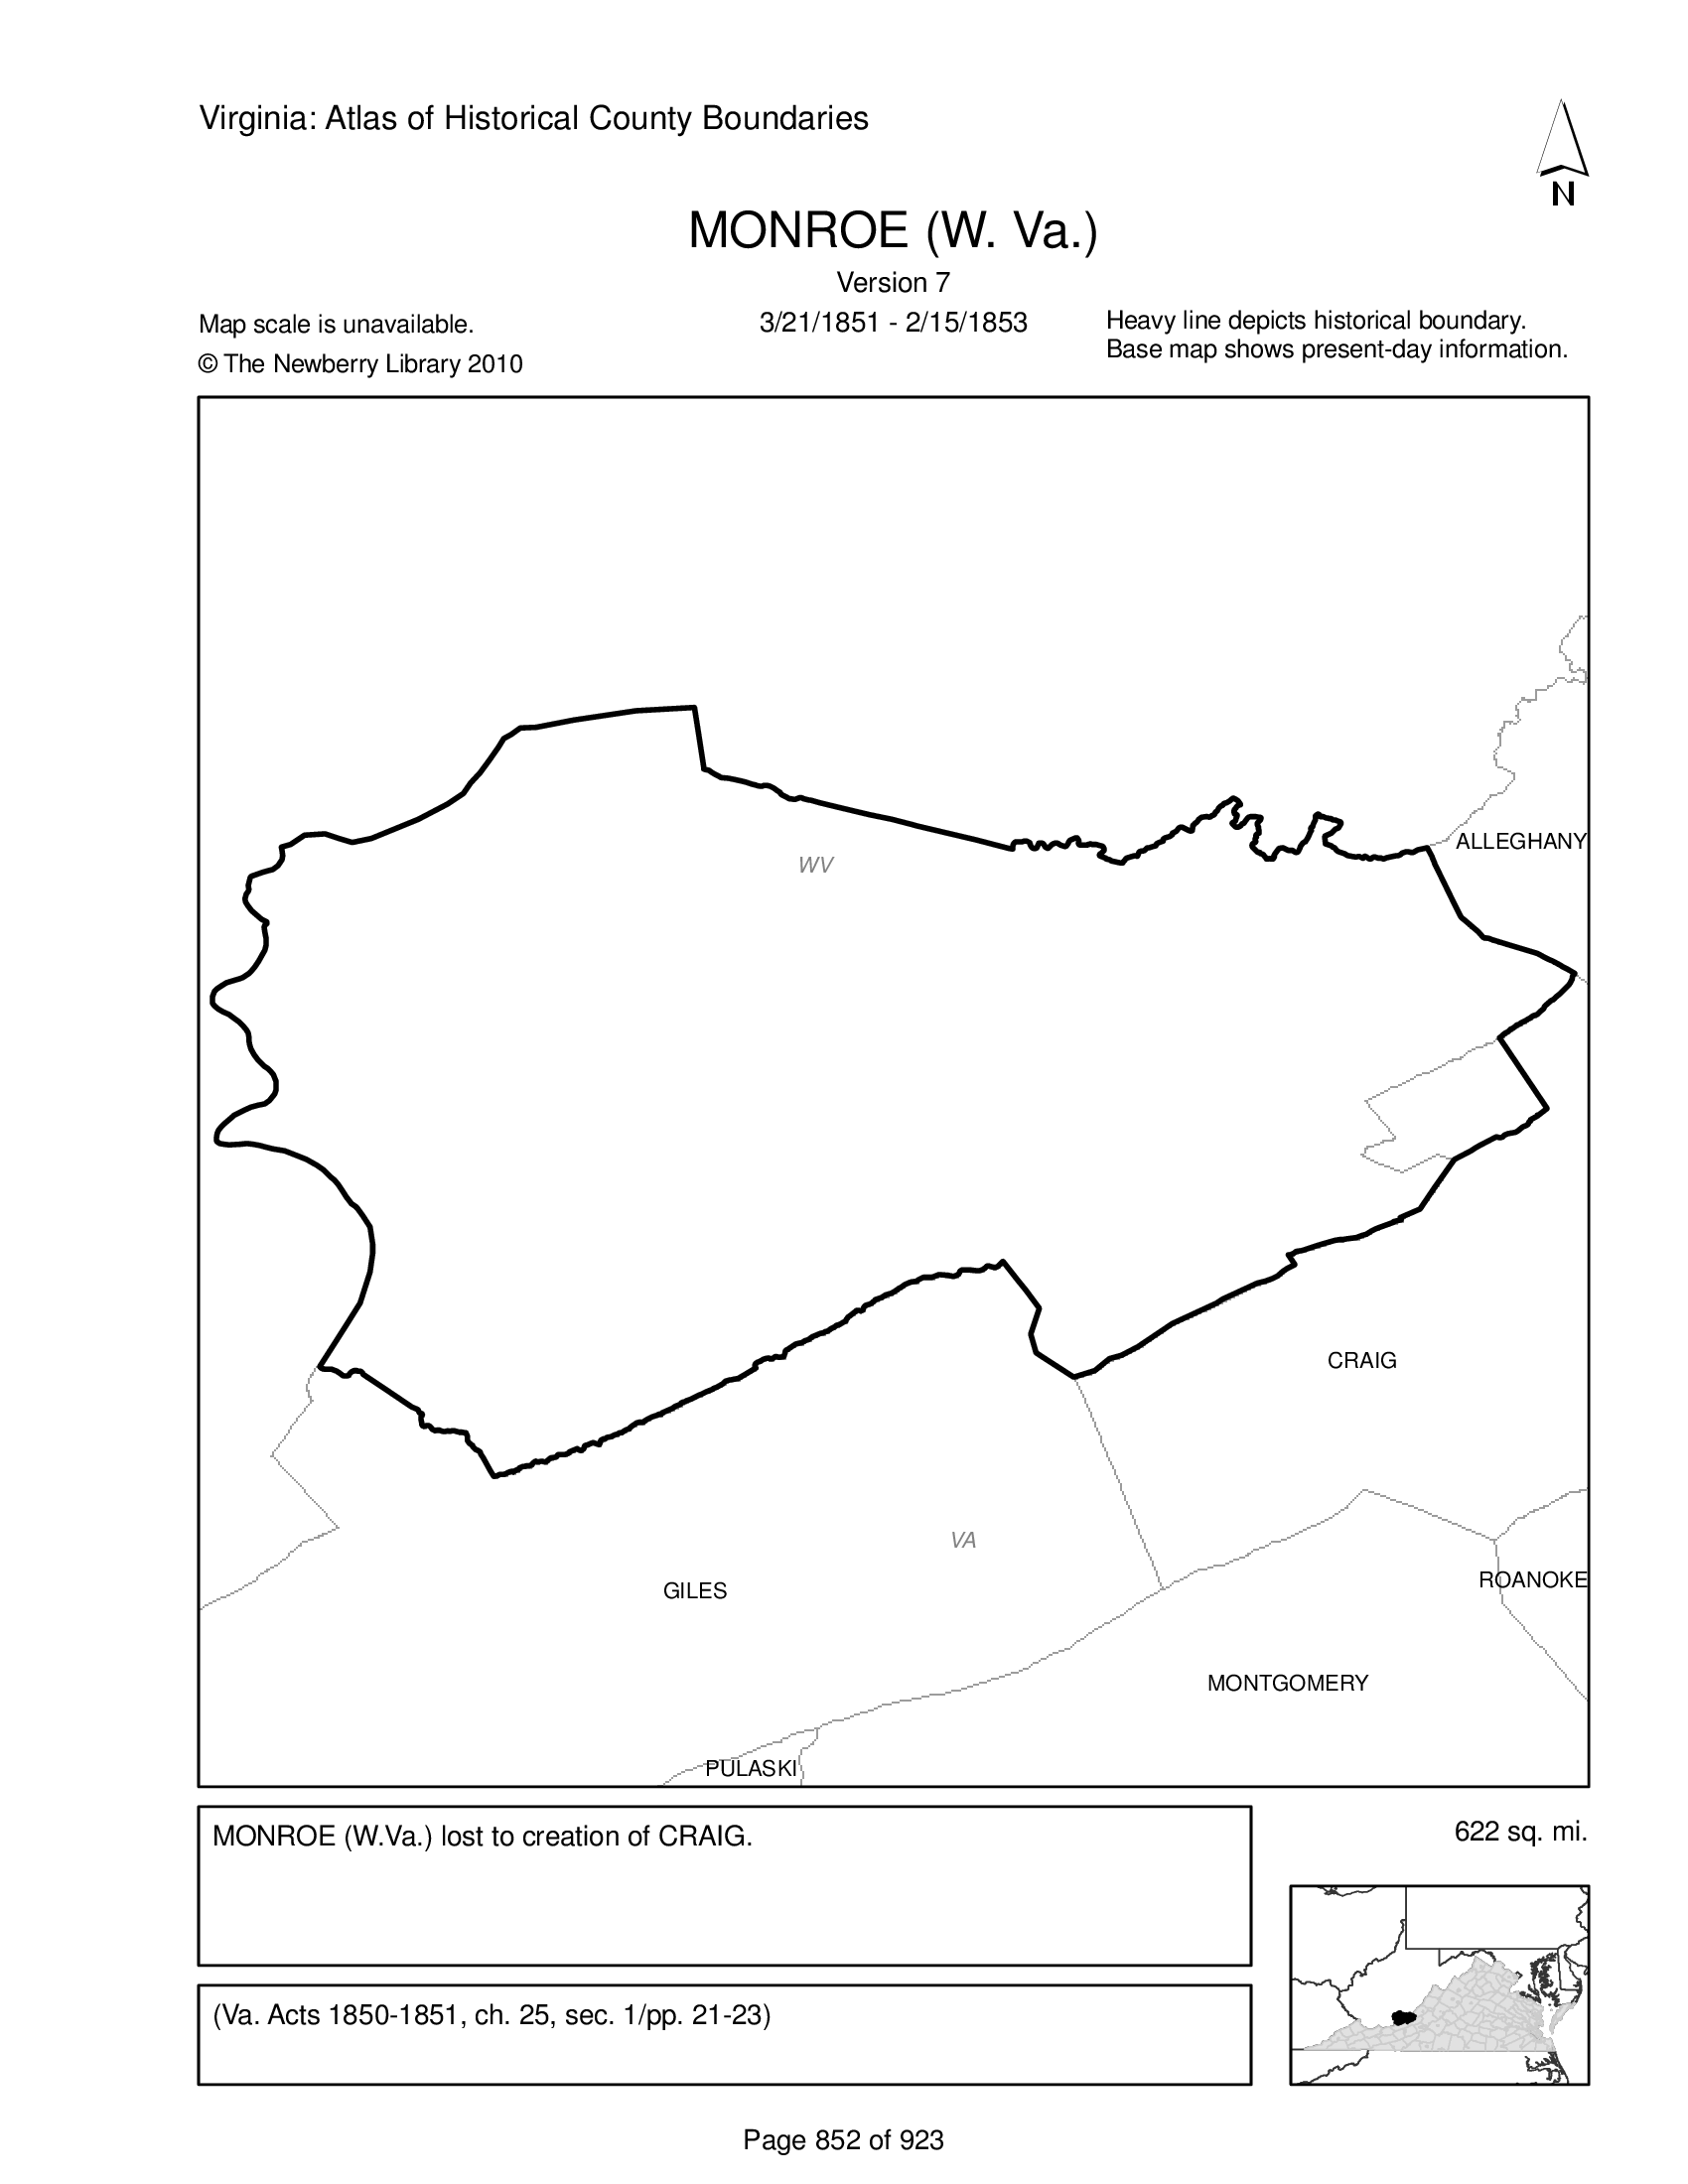 Virginia: Atlas of Historical County Boundaries
N
MONROE (W. Va.)
Version 7
3/21/1851 - 2/15/1853
Map scale is unavailable.
© The Newberry Library 2010
Heavy line depicts historical boundary.
Base map shows present-day information.
ALLEGHANY
WV
CRAIG
VA
GILES
ROANOKE
MONTGOMERY
PULASKI
MONROE (W.Va.) lost to creation of CRAIG.
622 sq. mi.
(Va. Acts 1850-1851, ch. 25, sec. 1/pp. 21-23)
Page 852 of 923